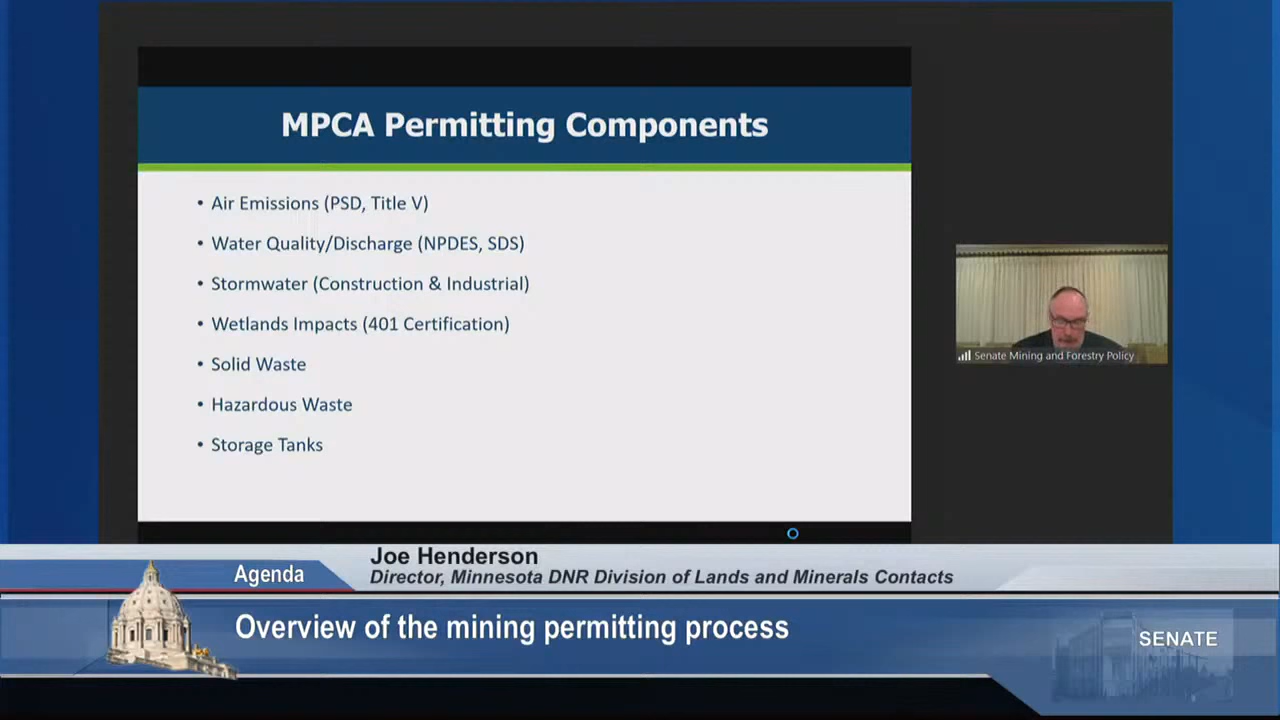 MPCA Permitting Components
• Air Emissions (PSD, Title V)
• Water Quality/Discharge (NPDES, SDS)
• Stormwater (Construction & Industrial)
• Wetlands Impacts (401 Certification)
• Solid Waste
• Hazardous Waste
• Storage Tanks
Senate Mining and Forestry Policy
Joe Henderson
Director, Minnesota DNR Division of Lands and Minerals Contacts
Agenda
Overview of the mining permitting process
SENATE